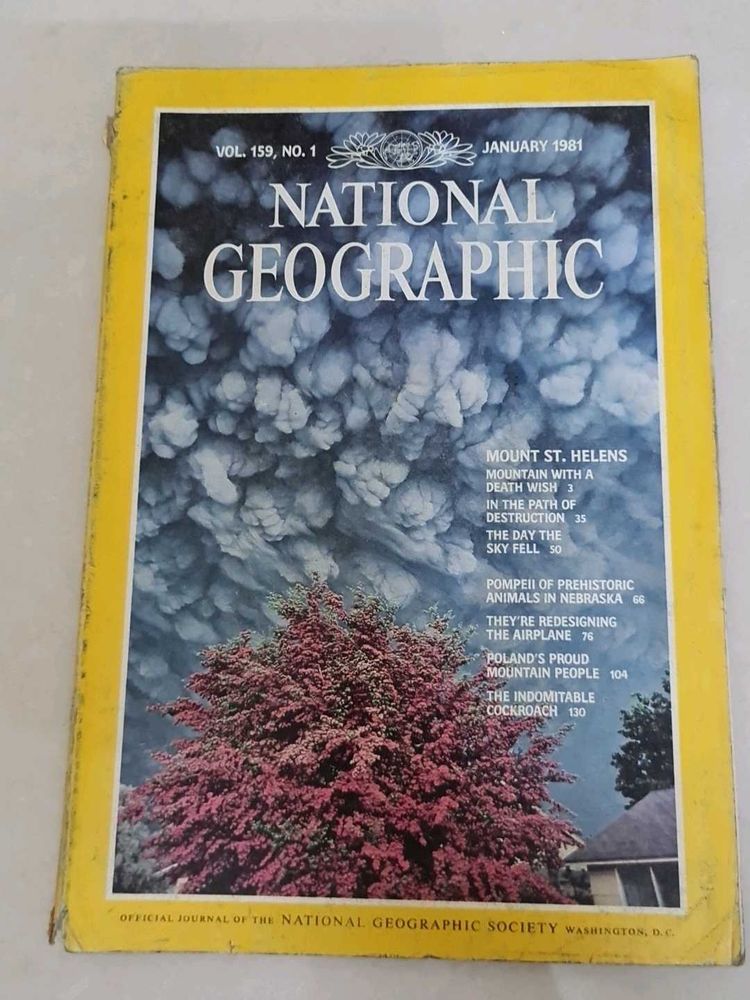 VOL. 159, NO. 1 JANUARY 1981
NATIONAL
GEOGRAPHIC
MOUNT ST. HELENS
MOUNTAIN WITH A
DEATH WISH 3
IN THE PATH OF
DESTRUCTION 35
THE DAY THE
SKY FELL 50
POMPEII OF PREHISTORIC
ANIMALS IN NEBRASKA 66
THEY'RE REDESIGNING
THE AIRPLANE 76
POLAND'S PROUD
MOUNTAIN PEOPLE 104
THE INDOMITABLE
COCKROACH 130
OFFICIAL JOURNAL OF THE NATIONAL GEOGRAPHIC SOCIETY WASHINGTON, D.C.